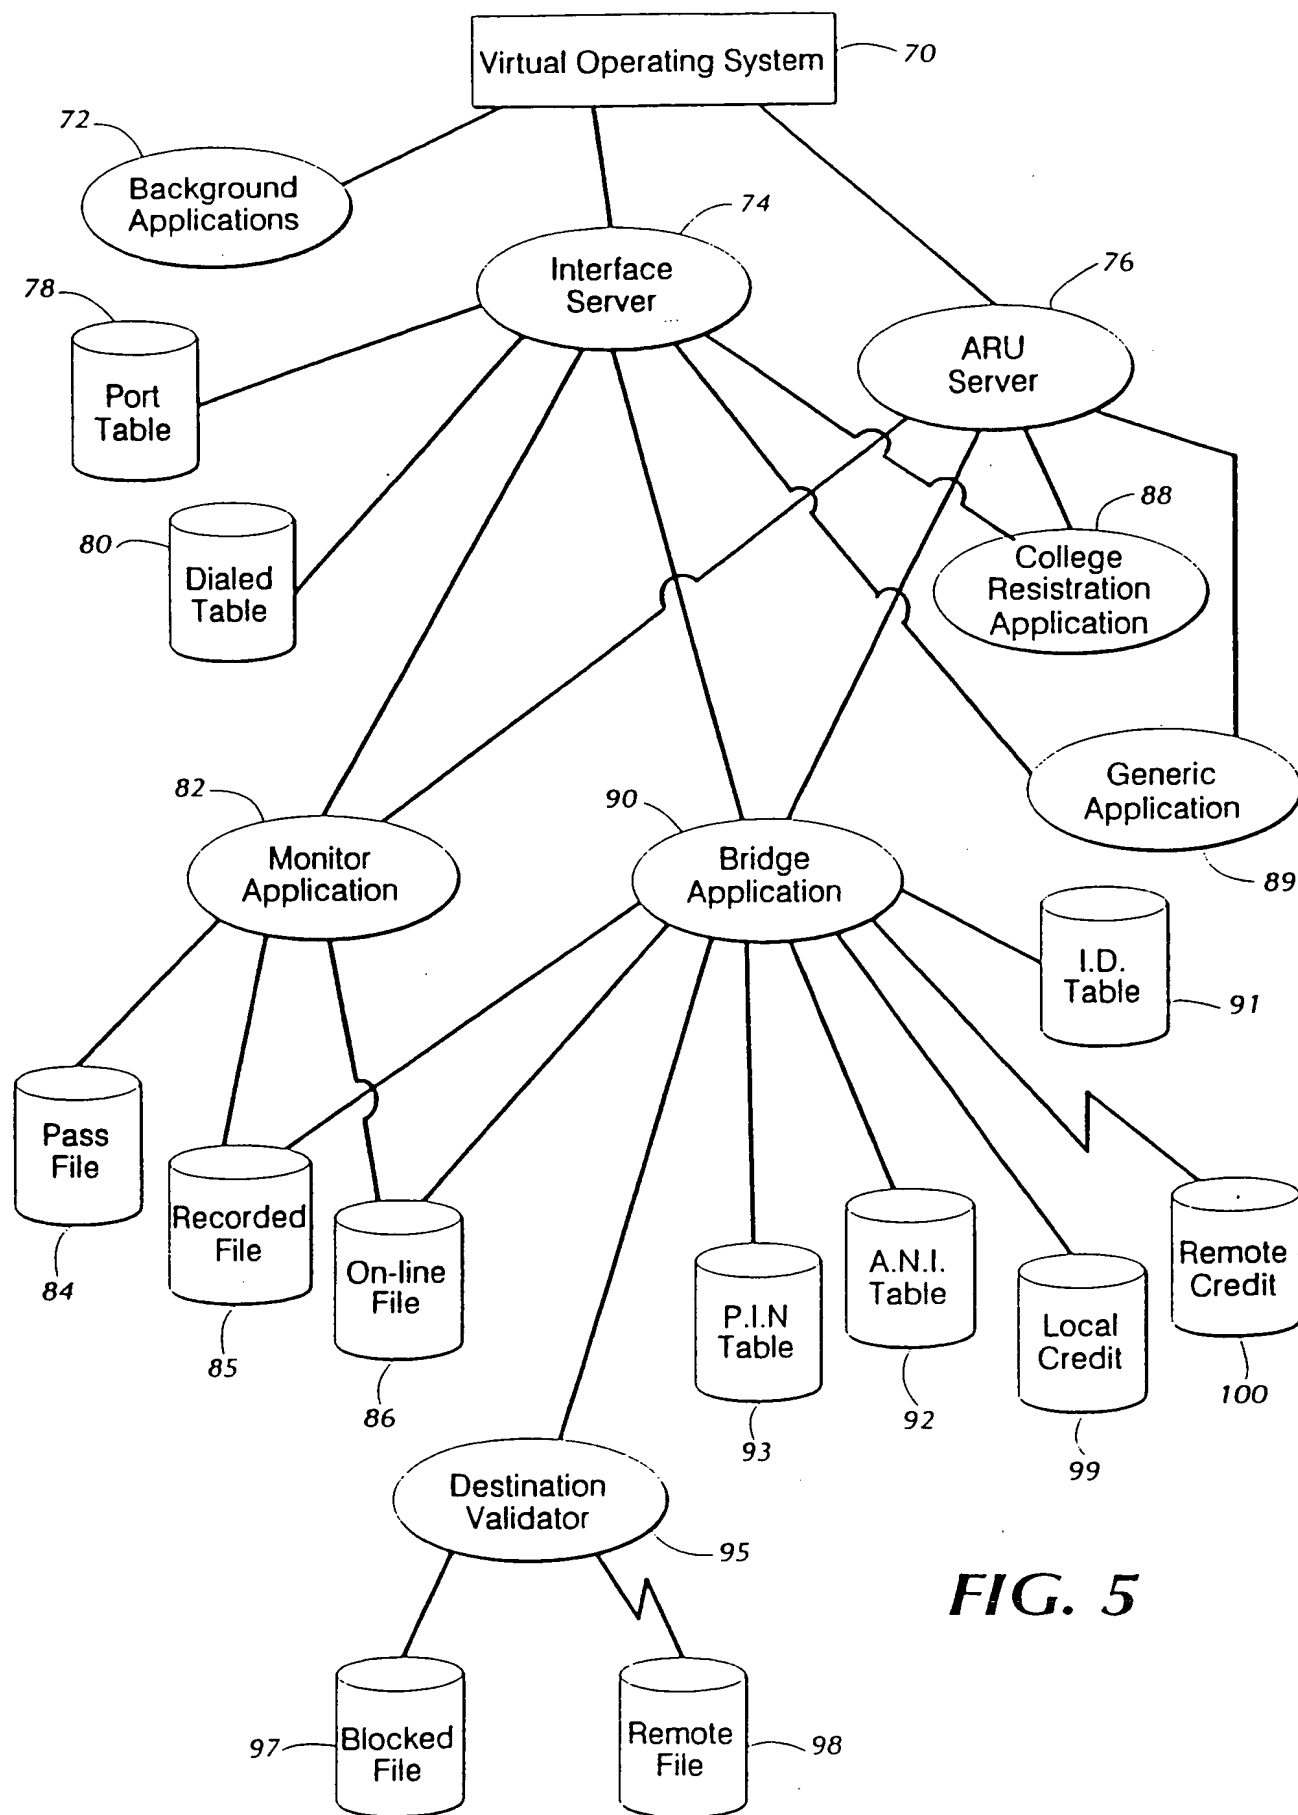 Virtual Operating System
70
72
Background
Applications
74
Interface
Server
76
ARU
Server
78
Port
Table
80
Dialed
Table
88
College
Resistration
Application
82
Monitor
Application
90
Bridge
Application
Generic
Application
89
I.D.
Table
91
Pass
File
84
Recorded
File
85
On-line
File
86
P.I.N
Table
93
A.N.I.
Table
92
Local
Credit
99
Remote
Credit
100
Destination
Validator
95
FIG. 5
97
Blocked
File
Remote
File
98